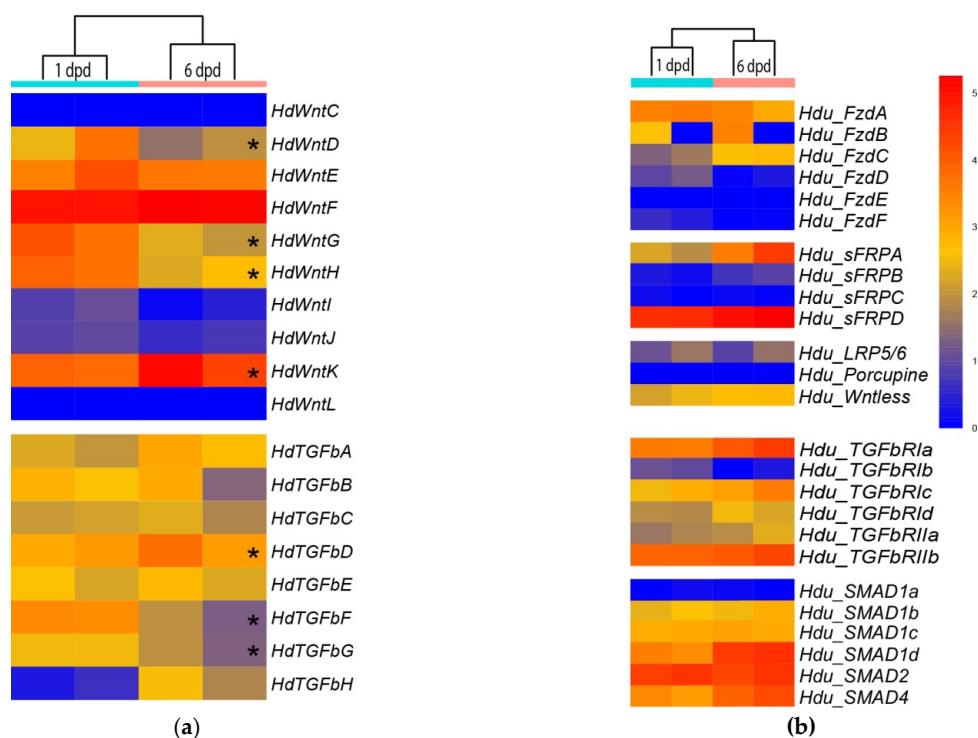 1 dpd 6 dpd
HdWntC
HdWntD
*
HdWntE
HdWntF
HdWntG
*
HdWntH
*
HdWntI
HdWntJ
HdWntK
*
HdWntL
HdTGFbA
HdTGFbB
HdTGFbC
HdTGFbD
*
HdTGFbE
HdTGFbF
*
HdTGFbG
*
HdTGFbH
(a)
1 dpd 6 dpd
Hdu_FzdA
Hdu_FzdB
Hdu_FzdC
Hdu_FzdD
Hdu_FzdE
Hdu_FzdF
Hdu_sFRPA
Hdu_sFRPB
Hdu_sFRPC
Hdu_sFRPD
Hdu_LRP5/6
Hdu_Porcupine
Hdu_Wntless
Hdu_TGFbRIa
Hdu_TGFbRIb
Hdu_TGFbRIc
Hdu_TGFbRId
Hdu_TGFbRIIa
Hdu_TGFbRIIb
Hdu_SMAD1a
Hdu_SMAD1b
Hdu_SMAD1c
Hdu_SMAD1d
Hdu_SMAD2
Hdu_SMAD4
(b)
5
4
3
2
1
0